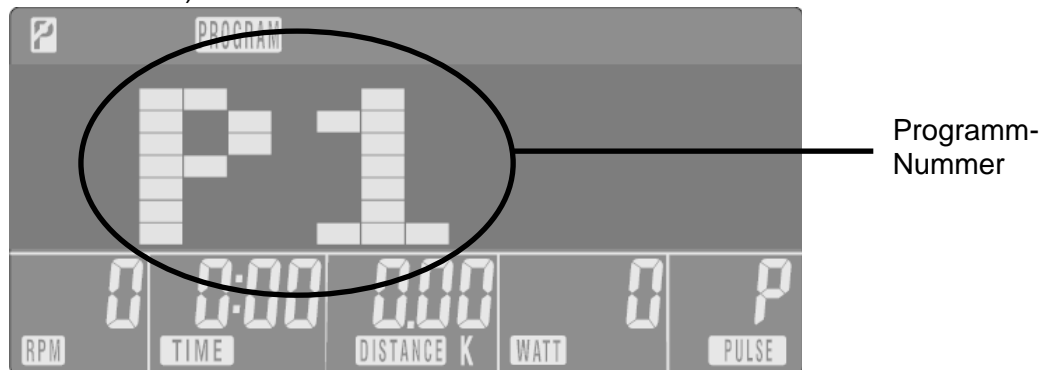 PROGRAM
P1
Programm-
Nummer
0 0:00 0.00 0 P
RPM TIME DISTANCE K WATT PULSE